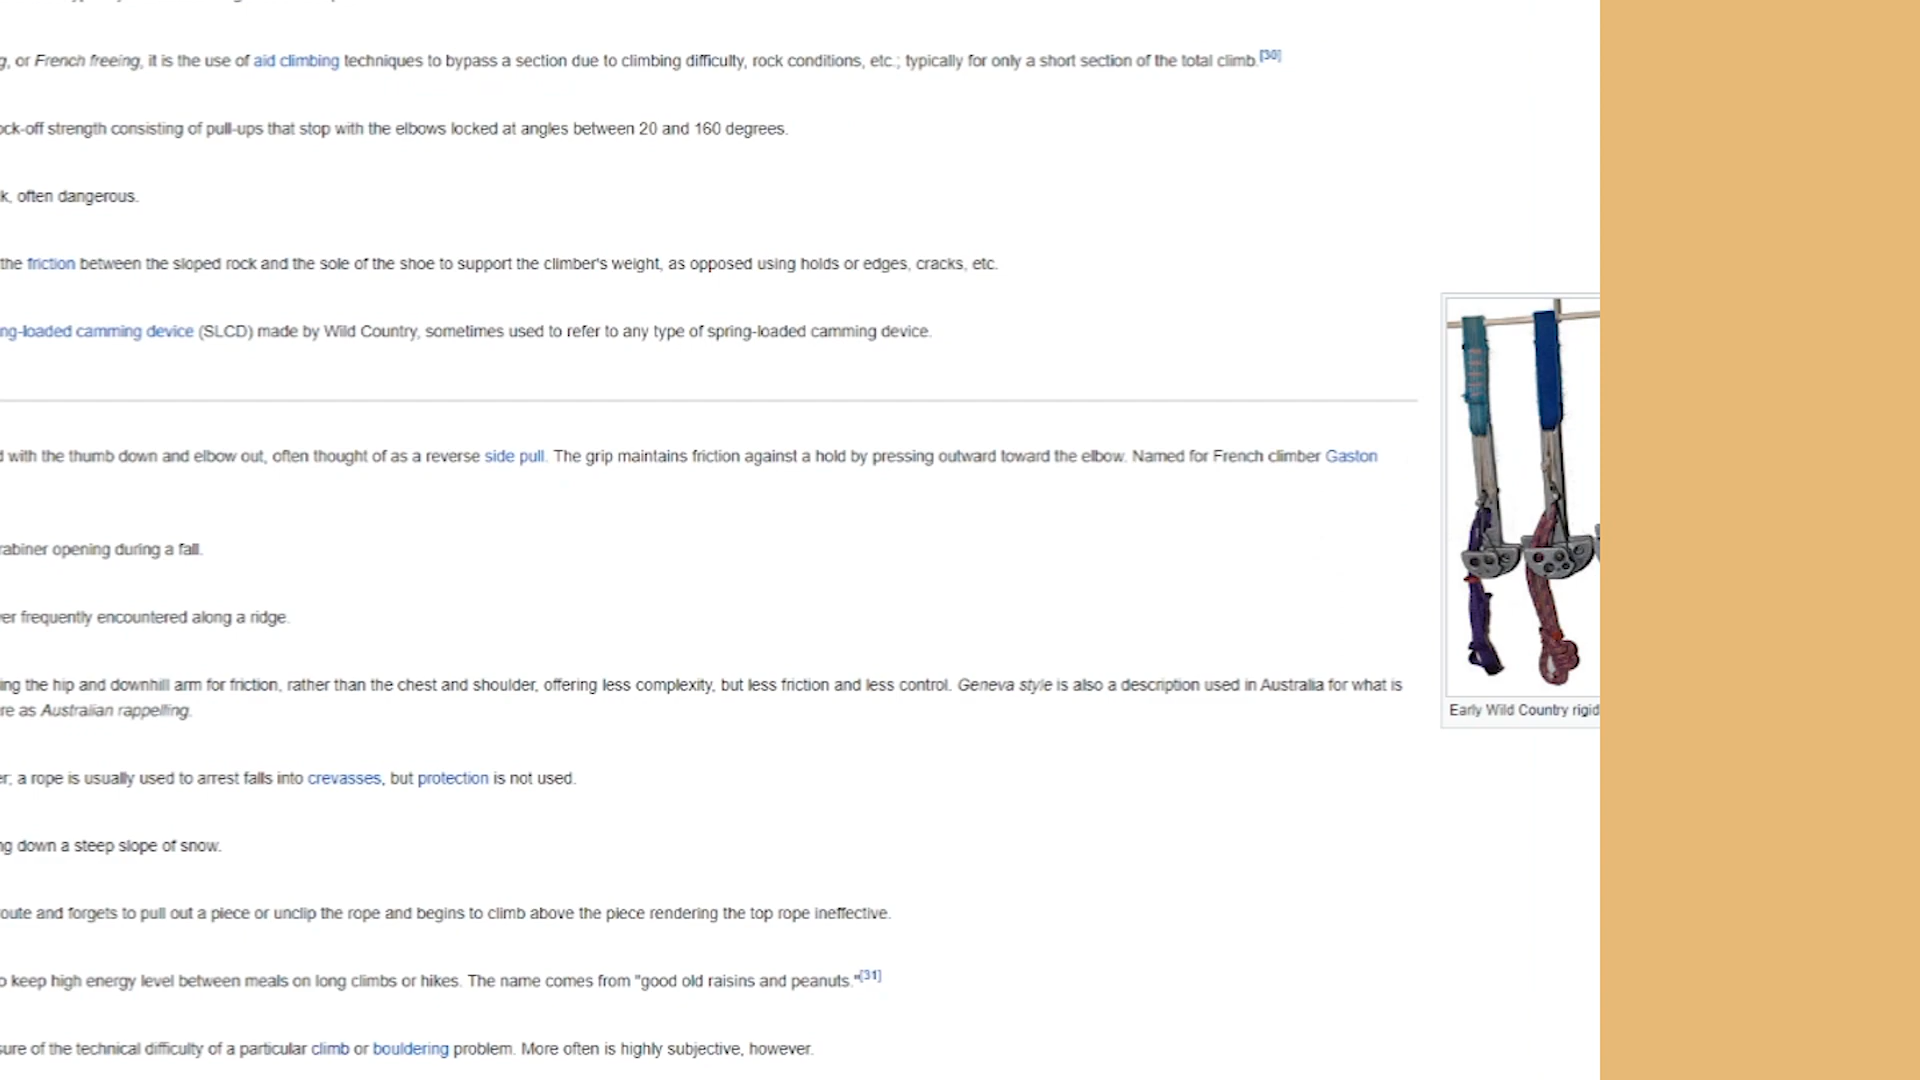 or French freeing, it is the use of aid climbing techniques to bypass a section due to climbing difficulty, rock conditions, etc.; typically for only a short section of the total climb.[30]
ck-off strength consisting of pull-ups that stop with the elbows locked at angles between 20 and 160 degrees.
k, often dangerous.
the friction between the sloped rock and the sole of the shoe to support the climber's weight, as opposed using holds or edges, cracks, etc.
ng-loaded camming device (SLCD) made by Wild Country, sometimes used to refer to any type of spring-loaded camming device.
with the thumb down and elbow out, often thought of as a reverse side pull. The grip maintains friction against a hold by pressing outward toward the elbow. Named for French climber Gaston
rabiner opening during a fall.
er frequently encountered along a ridge.
ing the hip and downhill arm for friction, rather than the chest and shoulder, offering less complexity, but less friction and less control. Geneva style is also a description used in Australia for what is
re as Australian rappelling.
Early Wild Country rigid
er; a rope is usually used to arrest falls into crevasses, but protection is not used.
ng down a steep slope of snow.
oute and forgets to pull out a piece or unclip the rope and begins to climb above the piece rendering the top rope ineffective.
o keep high energy level between meals on long climbs or hikes. The name comes from "good old raisins and peanuts."[31]
sure of the technical difficulty of a particular climb or bouldering problem. More often is highly subjective, however.